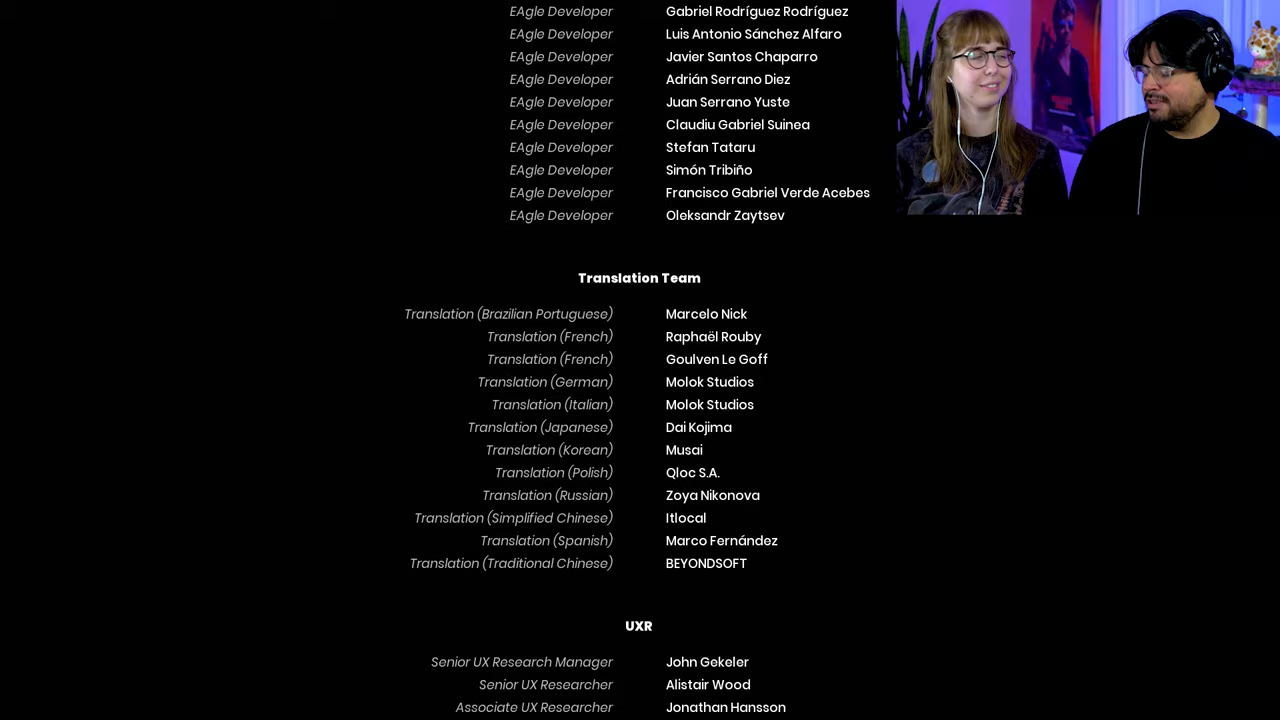 EAgle Developer Gabriel Rodríguez Rodríguez
EAgle Developer Luis Antonio Sánchez Alfaro
EAgle Developer Javier Santos Chaparro
EAgle Developer Adrián Serrano Diez
EAgle Developer Juan Serrano Yuste
EAgle Developer Claudiu Gabriel Suinea
EAgle Developer Stefan Tataru
EAgle Developer Simón Tribiño
EAgle Developer Francisco Gabriel Verde Acebes
EAgle Developer Oleksandr Zaytsev
Translation Team
Translation (Brazilian Portuguese) Marcelo Nick
Translation (French) Raphaël Rouby
Translation (French) Goulven Le Goff
Translation (German) Molok Studios
Translation (Italian) Molok Studios
Translation (Japanese) Dai Kojima
Translation (Korean) Musai
Translation (Polish) Qloc S.A.
Translation (Russian) Zoya Nikonova
Translation (Simplified Chinese) Itlocal
Translation (Spanish) Marco Fernández
Translation (Traditional Chinese) BEYONDSOFT
UXR
Senior UX Research Manager John Gekeler
Senior UX Researcher Alistair Wood
Associate UX Researcher Jonathan Hansson